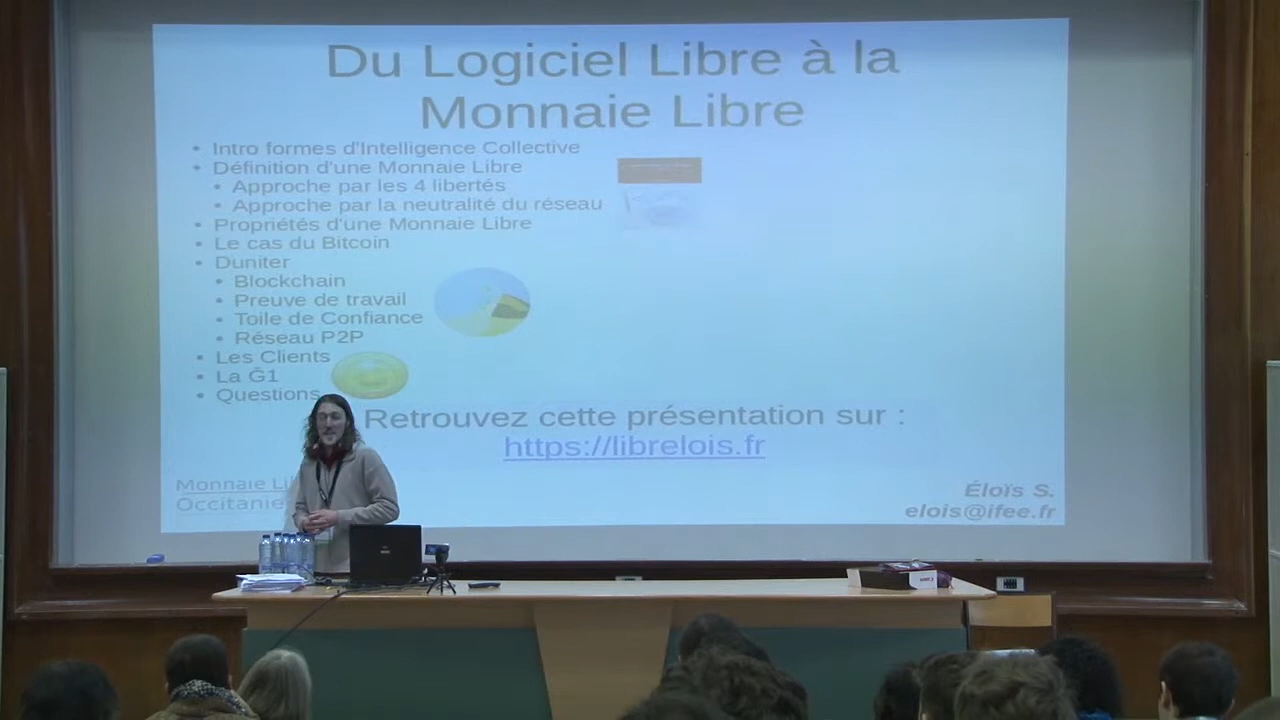 Du Logiciel Libre à la
Monnaie Libre
• Intro formes d'Intelligence Collective
• Définition d'une Monnaie Libre
• Approche par les 4 libertés
• Approche par la neutralité du réseau
• Propriétés d'une Monnaie Libre
• Le cas du Bitcoin
• Duniter
• Blockchain
• Preuve de travail
• Toile de Confiance
• Réseau P2P
• Les Clients
• La Ğ1
• Questions
Retrouvez cette présentation sur :
https://librelois.fr
Monnaie Li
Occitanie
Éloïs S.
elois@ifee.fr